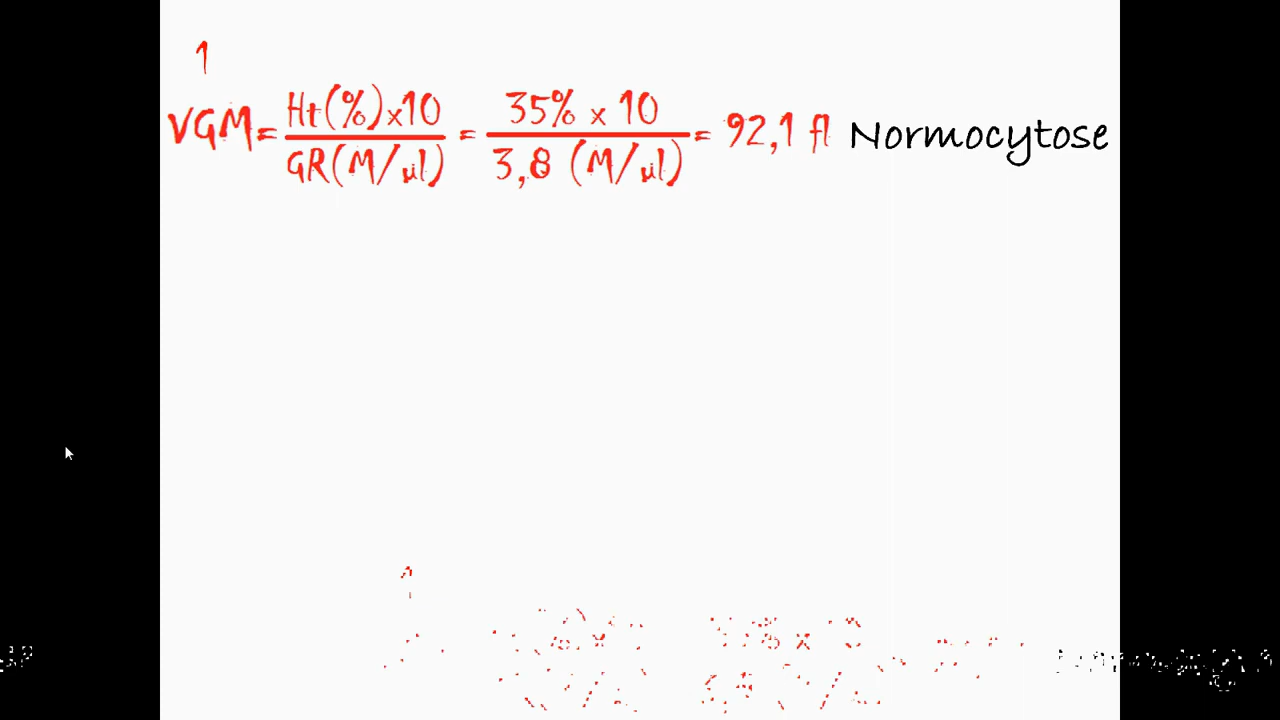 1
VGM = Ht(%) x 10 / GR(M/µl) = 35% x 10 / 3,8 (M/µl) = 92,1 fl Normocytose